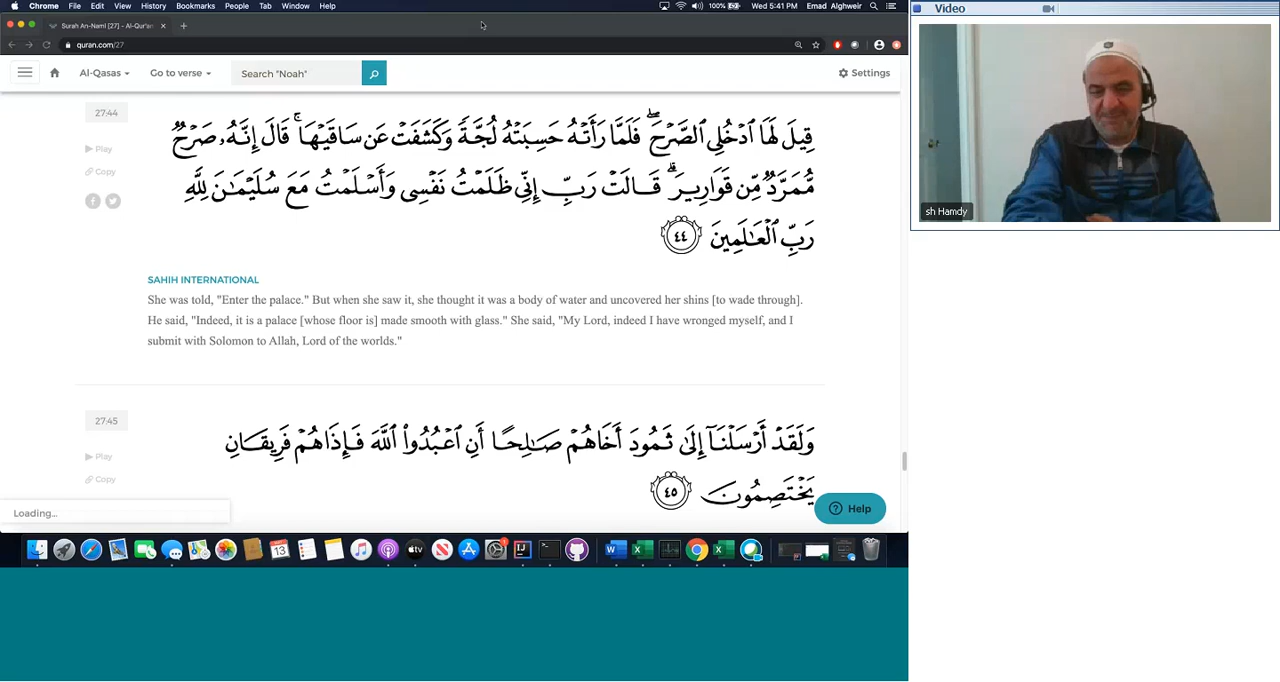 Chrome File Edit View History Bookmarks People Tab Window Help
100% Wed 5:41 PM Emad Alghweir
Surah An-Naml [27] - Al-Qur'an
quran.com/27
Al-Qasas Go to verse Search "Noah" Settings
27:44
Play
Copy
قِيلَ لَهَا ٱدْخُلِى ٱلصَّرْحَ ۖ فَلَمَّا رَأَتْهُ حَسِبَتْهُ لُجَّةً وَكَشَفَتْ عَن سَاقَيْهَا ۚ قَالَ إِنَّهُۥ صَرْحٌ
مُّمَرَّدٌ مِّن قَوَارِيرَ ۗ قَالَتْ رَبِّ إِنِّى ظَلَمْتُ نَفْسِى وَأَسْلَمْتُ مَعَ سُلَيْمَـٰنَ لِلَّهِ
رَبِّ ٱلْعَـٰلَمِينَ ٤٤
SAHIH INTERNATIONAL
She was told, "Enter the palace." But when she saw it, she thought it was a body of water and uncovered her shins [to wade through].
He said, "Indeed, it is a palace [whose floor is] made smooth with glass." She said, "My Lord, indeed I have wronged myself, and I
submit with Solomon to Allah, Lord of the worlds."
27:45
Play
Copy
وَلَقَدْ أَرْسَلْنَآ إِلَىٰ ثَمُودَ أَخَاهُمْ صَـٰلِحًا أَنِ ٱعْبُدُوا۟ ٱللَّهَ فَإِذَا هُمْ فَرِيقَانِ
يَخْتَصِمُونَ ٤٥
Loading...
Help
Video
sh Hamdy